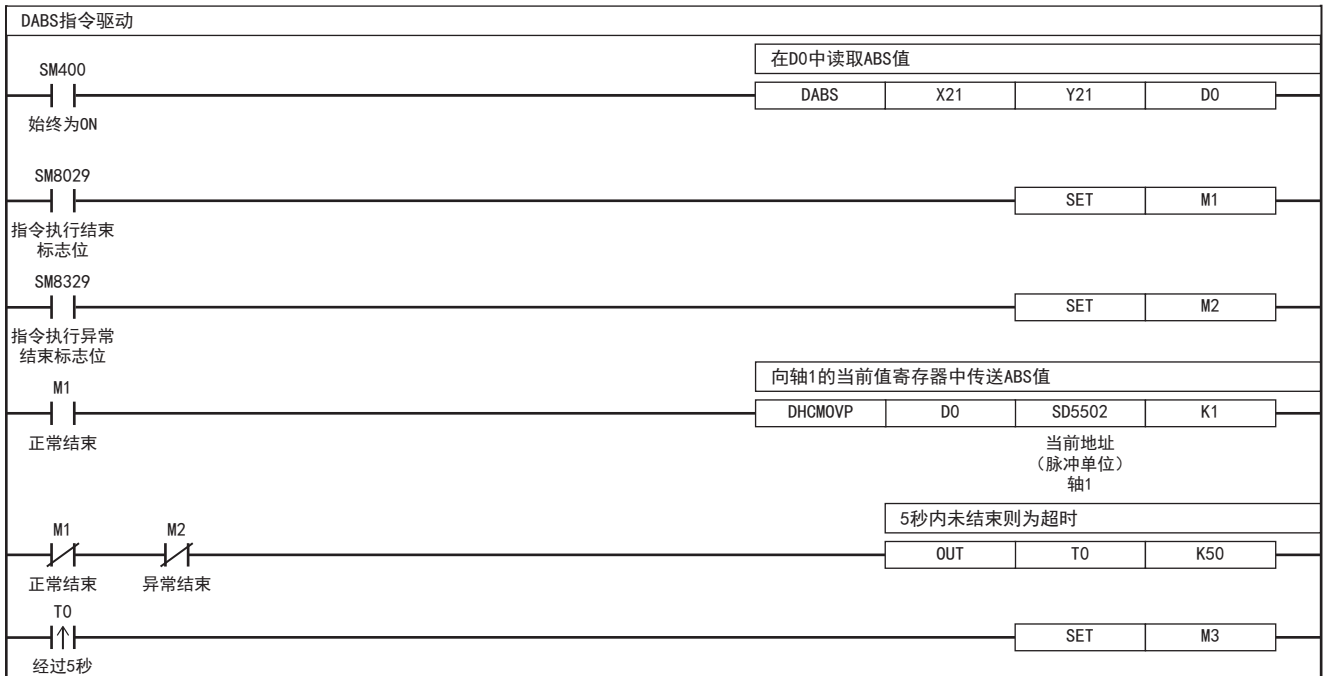 DABS指令驱动
在D0中读取ABS值
SM400
DABS X21 Y21 D0
始终为ON
SM8029
SET M1
指令执行结束
标志位
SM8329
SET M2
指令执行异常
结束标志位
向轴1的当前值寄存器中传送ABS值
M1
DHCMOVP D0 SD5502 K1
正常结束
当前地址
（脉冲单位）
轴1
5秒内未结束则为超时
M1 M2
OUT T0 K50
正常结束 异常结束
T0
SET M3
经过5秒